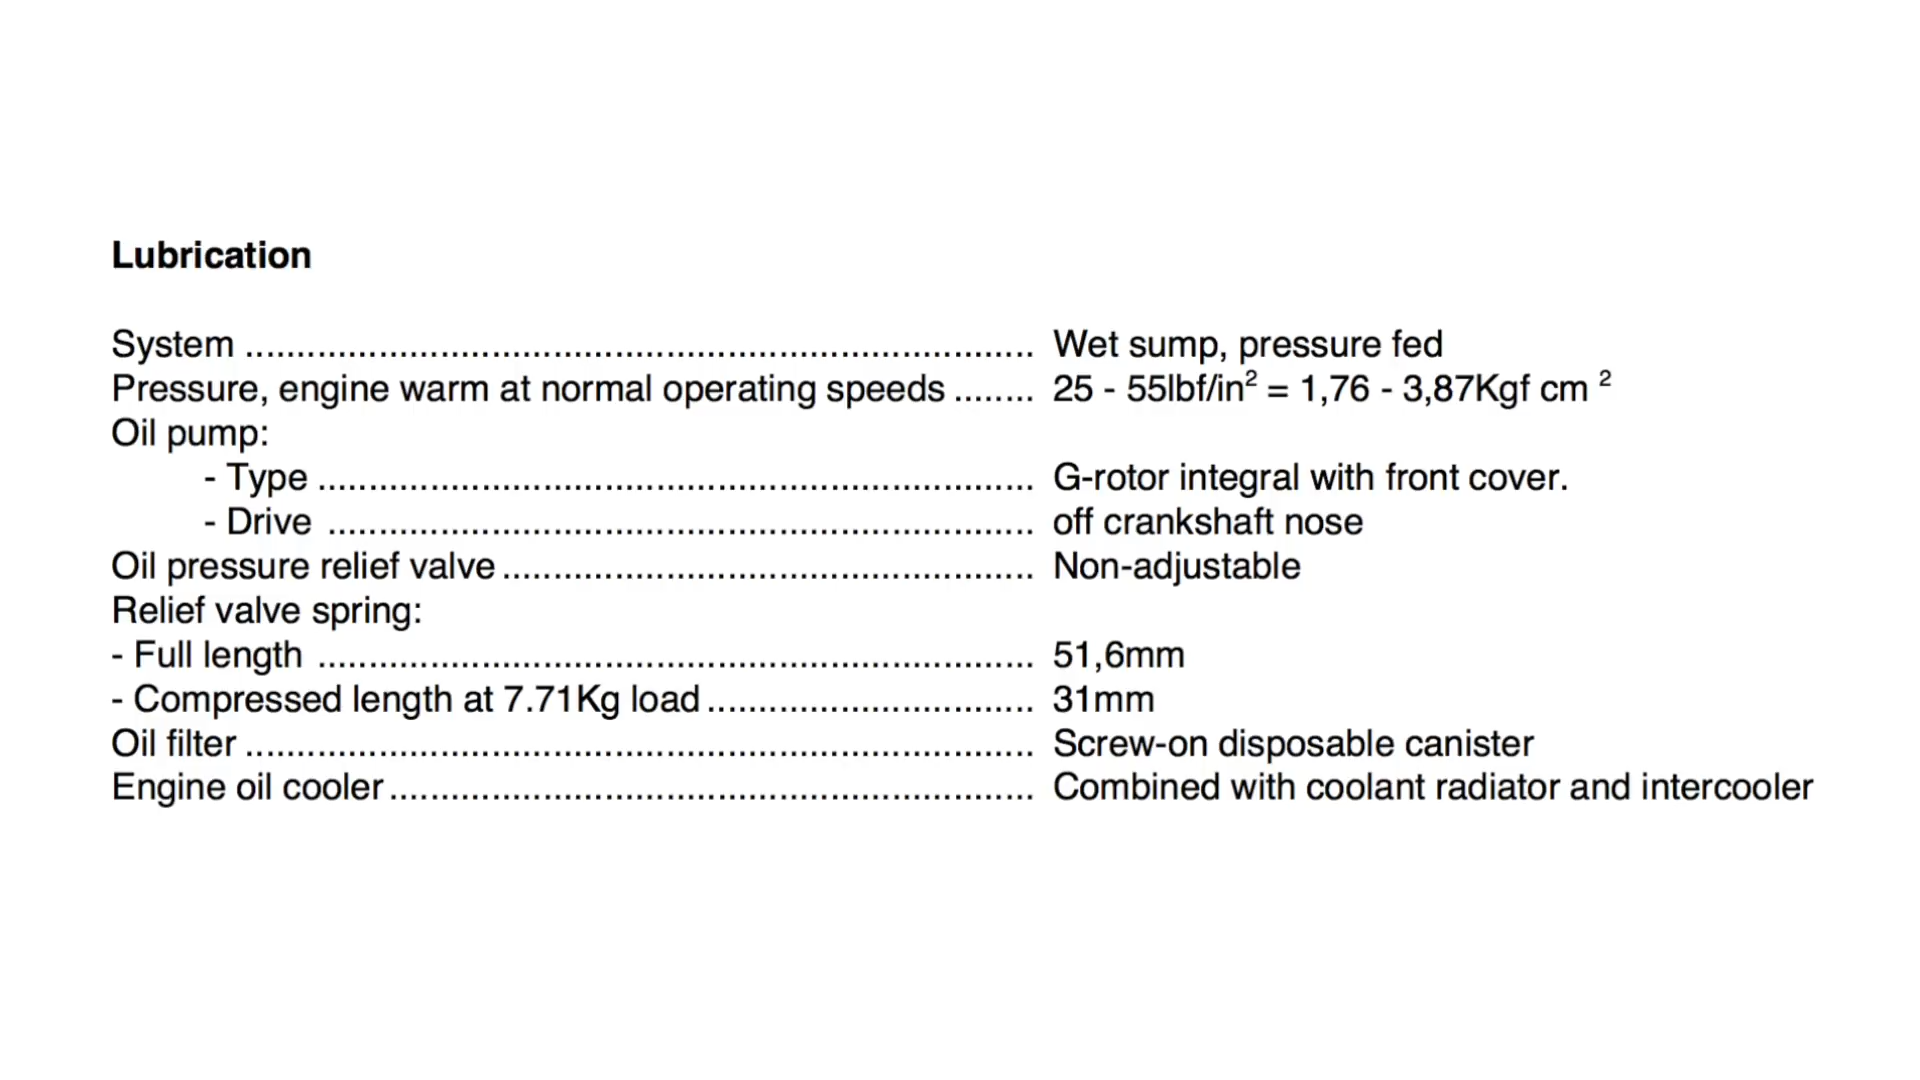 Lubrication
System ............................................................................. Wet sump, pressure fed
Pressure, engine warm at normal operating speeds ........ 25 - 55lbf/in² = 1,76 - 3,87Kgf cm ²
Oil pump:
- Type ...................................................................... G-rotor integral with front cover.
- Drive ..................................................................... off crankshaft nose
Oil pressure relief valve .................................................... Non-adjustable
Relief valve spring:
- Full length ...................................................................... 51,6mm
- Compressed length at 7.71Kg load ................................ 31mm
Oil filter ............................................................................. Screw-on disposable canister
Engine oil cooler ............................................................... Combined with coolant radiator and intercooler